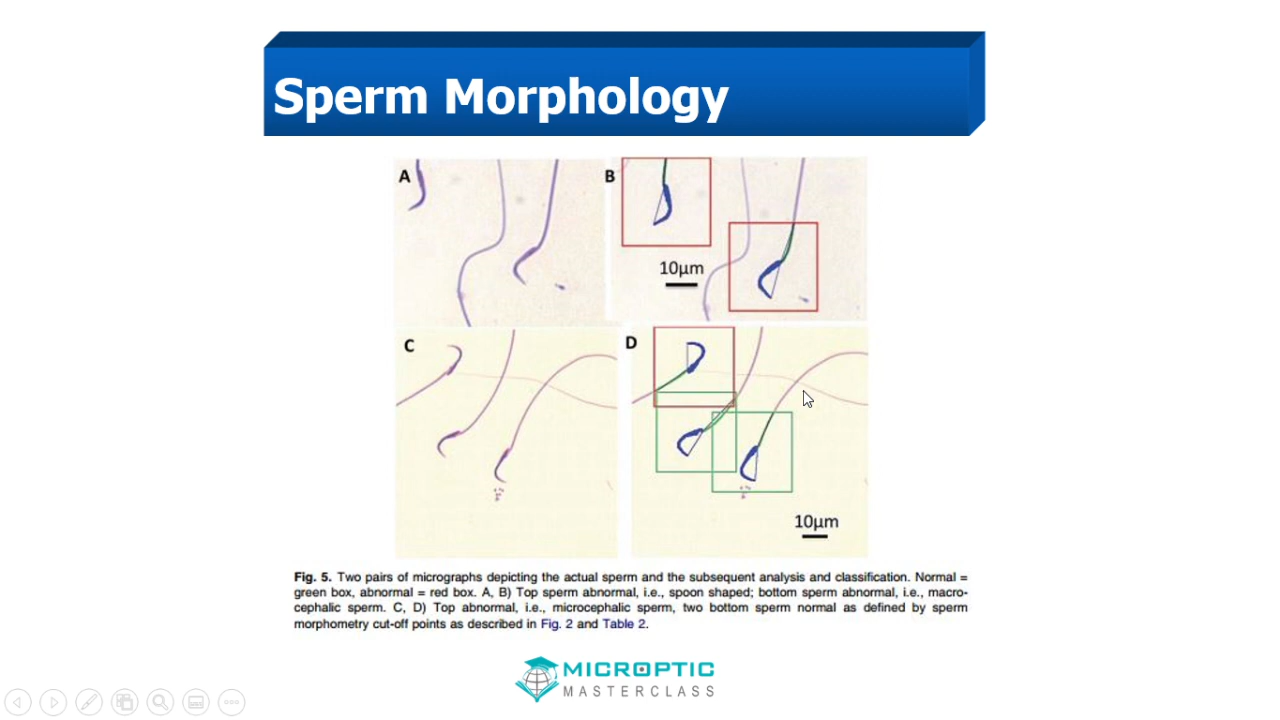 Sperm Morphology
A
B
10µm
C
D
10µm
Fig. 5. Two pairs of micrographs depicting the actual sperm and the subsequent analysis and classification. Normal =
green box, abnormal = red box. A, B) Top sperm abnormal, i.e., spoon shaped; bottom sperm abnormal, i.e., macro-
cephalic sperm. C, D) Top abnormal, i.e., microcephalic sperm, two bottom sperm normal as defined by sperm
morphometry cut-off points as described in Fig. 2 and Table 2.
MICROPTIC
MASTERCLASS